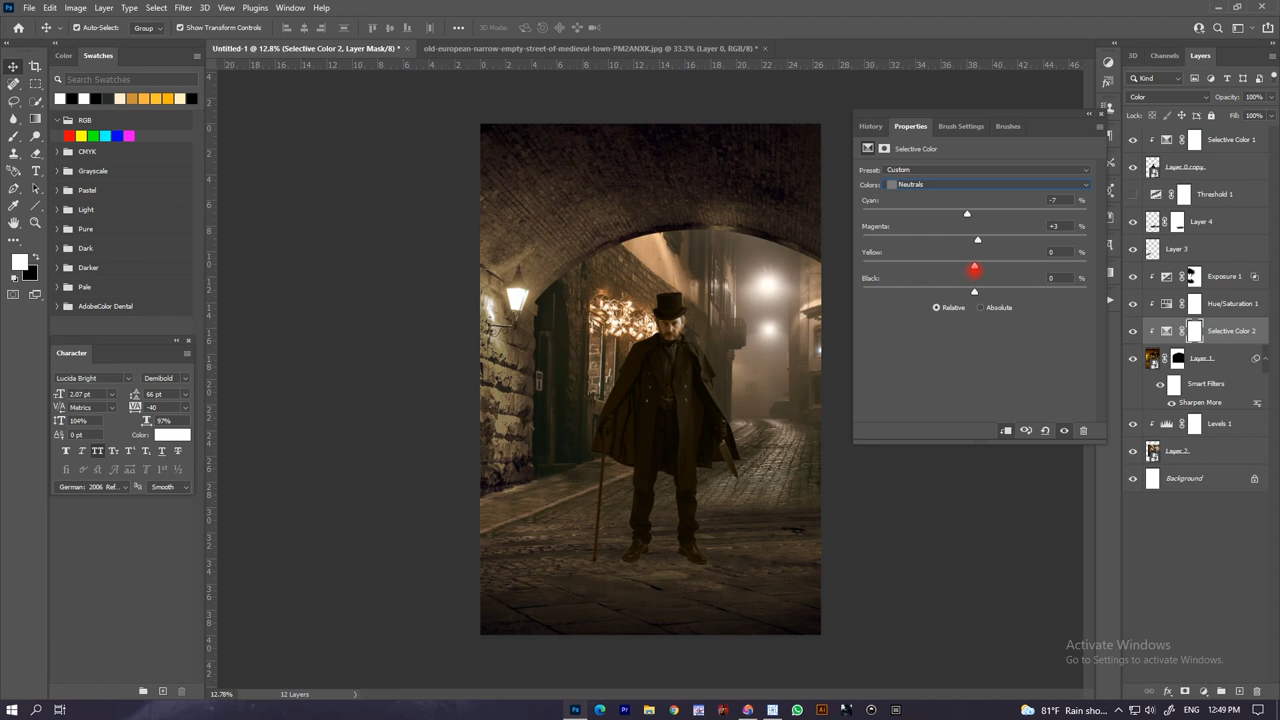 File Edit Image Layer Type Select Filter 3D View Plugins Window Help
Auto-Select: Group Show Transform Controls 3D Mode:
Color Swatches
Untitled-1 @ 12.8% (Selective Color 2, Layer Mask/8) * ×
old-european-narrow-empty-street-of-medieval-town-PM2ANXK.jpg @ 33.3% (Layer 0, RGB/8) * ×
Search Swatches
RGB
CMYK
Grayscale
Pastel
Light
Pure
Dark
Darker
Pale
AdobeColor Dental
Character
Lucida Bright Demibold
2.07 pt 66 pt
Metrics -40
104% 97%
0 pt Color:
German: 2006 Ref... Smooth
History Properties Brush Settings Brushes
Selective Color
Preset: Custom
Colors: Neutrals
Cyan: -7 %
Magenta: +3 %
Yellow: 0 %
Black: 0 %
Relative Absolute
3D Channels Layers
Kind
Color Opacity: 100%
Lock: Fill: 100%
Selective Color 1
Layer 0 copy
Threshold 1
Layer 4
Layer 3
Exposure 1
Hue/Saturation 1
Selective Color 2
Layer 1
Smart Filters
Sharpen More
Levels 1
Layer 2
Background
Activate Windows
Go to Settings to activate Windows.
12.78% 12 Layers
81°F Rain sho... ENG 12:49 PM